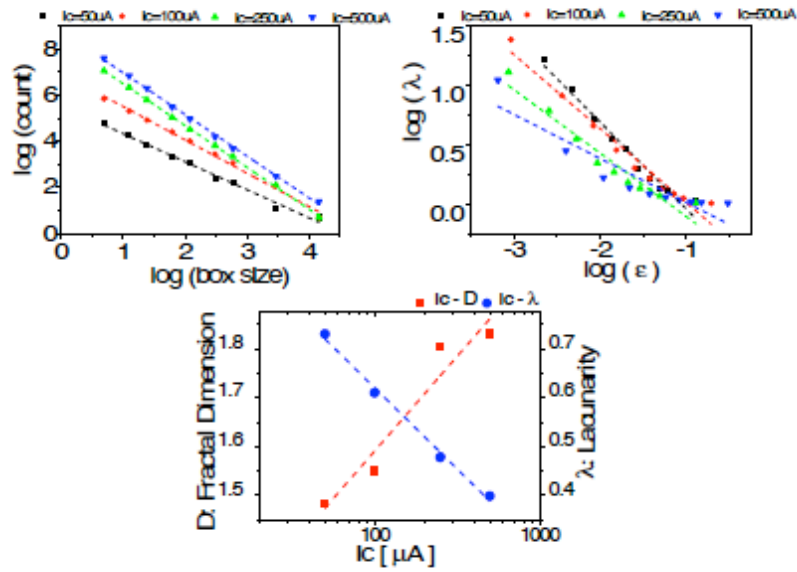 Ic=50uA Ic=100uA Ic=250uA Ic=500uA
8
6
4
2
0
log (count)
0 1 2 3 4
log (box size)
Ic=50uA Ic=100uA Ic=250uA Ic=500uA
1.5
1.0
0.5
0.0
log (λ)
-3 -2 -1
log (ε)
Ic - D Ic - λ
1.8
1.7
1.6
1.5
D: Fractal Dimension
0.7
0.6
0.5
0.4
λ: Lacunarity
100 1000
Ic [ μA ]